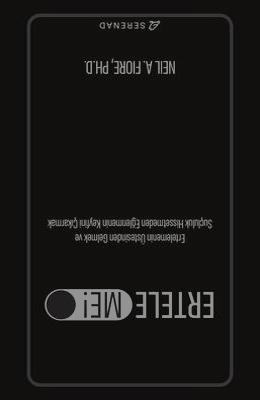 ERTELE ME!
Ertelemenin Üstesinden Gelmek ve
Suçluluk Hissetmeden Eğlenmenin Keyfini Çıkarmak
NEIL A. FIORE, PH.D.
SERENAD